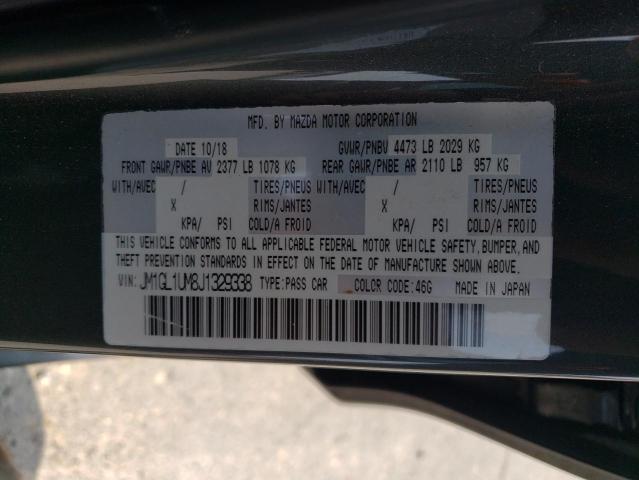 MFD. BY MAZDA MOTOR CORPORATION
DATE 10/18 GVWR/PNBV 4473 LB 2029 KG
FRONT GAWR/PNBE AV 2377 LB 1078 KG REAR GAWR/PNBE AR 2110 LB 957 KG
WITH/AVEC / TIRES/PNEUS WITH/AVEC / TIRES/PNEUS
X RIMS/JANTES X RIMS/JANTES
KPA/ PSI COLD/A FROID KPA/ PSI COLD/A FROID
THIS VEHICLE CONFORMS TO ALL APPLICABLE FEDERAL MOTOR VEHICLE SAFETY, BUMPER, AND
THEFT PREVENTION STANDARDS IN EFFECT ON THE DATE OF MANUFACTURE SHOWN ABOVE.
VIN: JM1GL1UM8J1329338 TYPE:PASS CAR COLOR CODE:46G MADE IN JAPAN